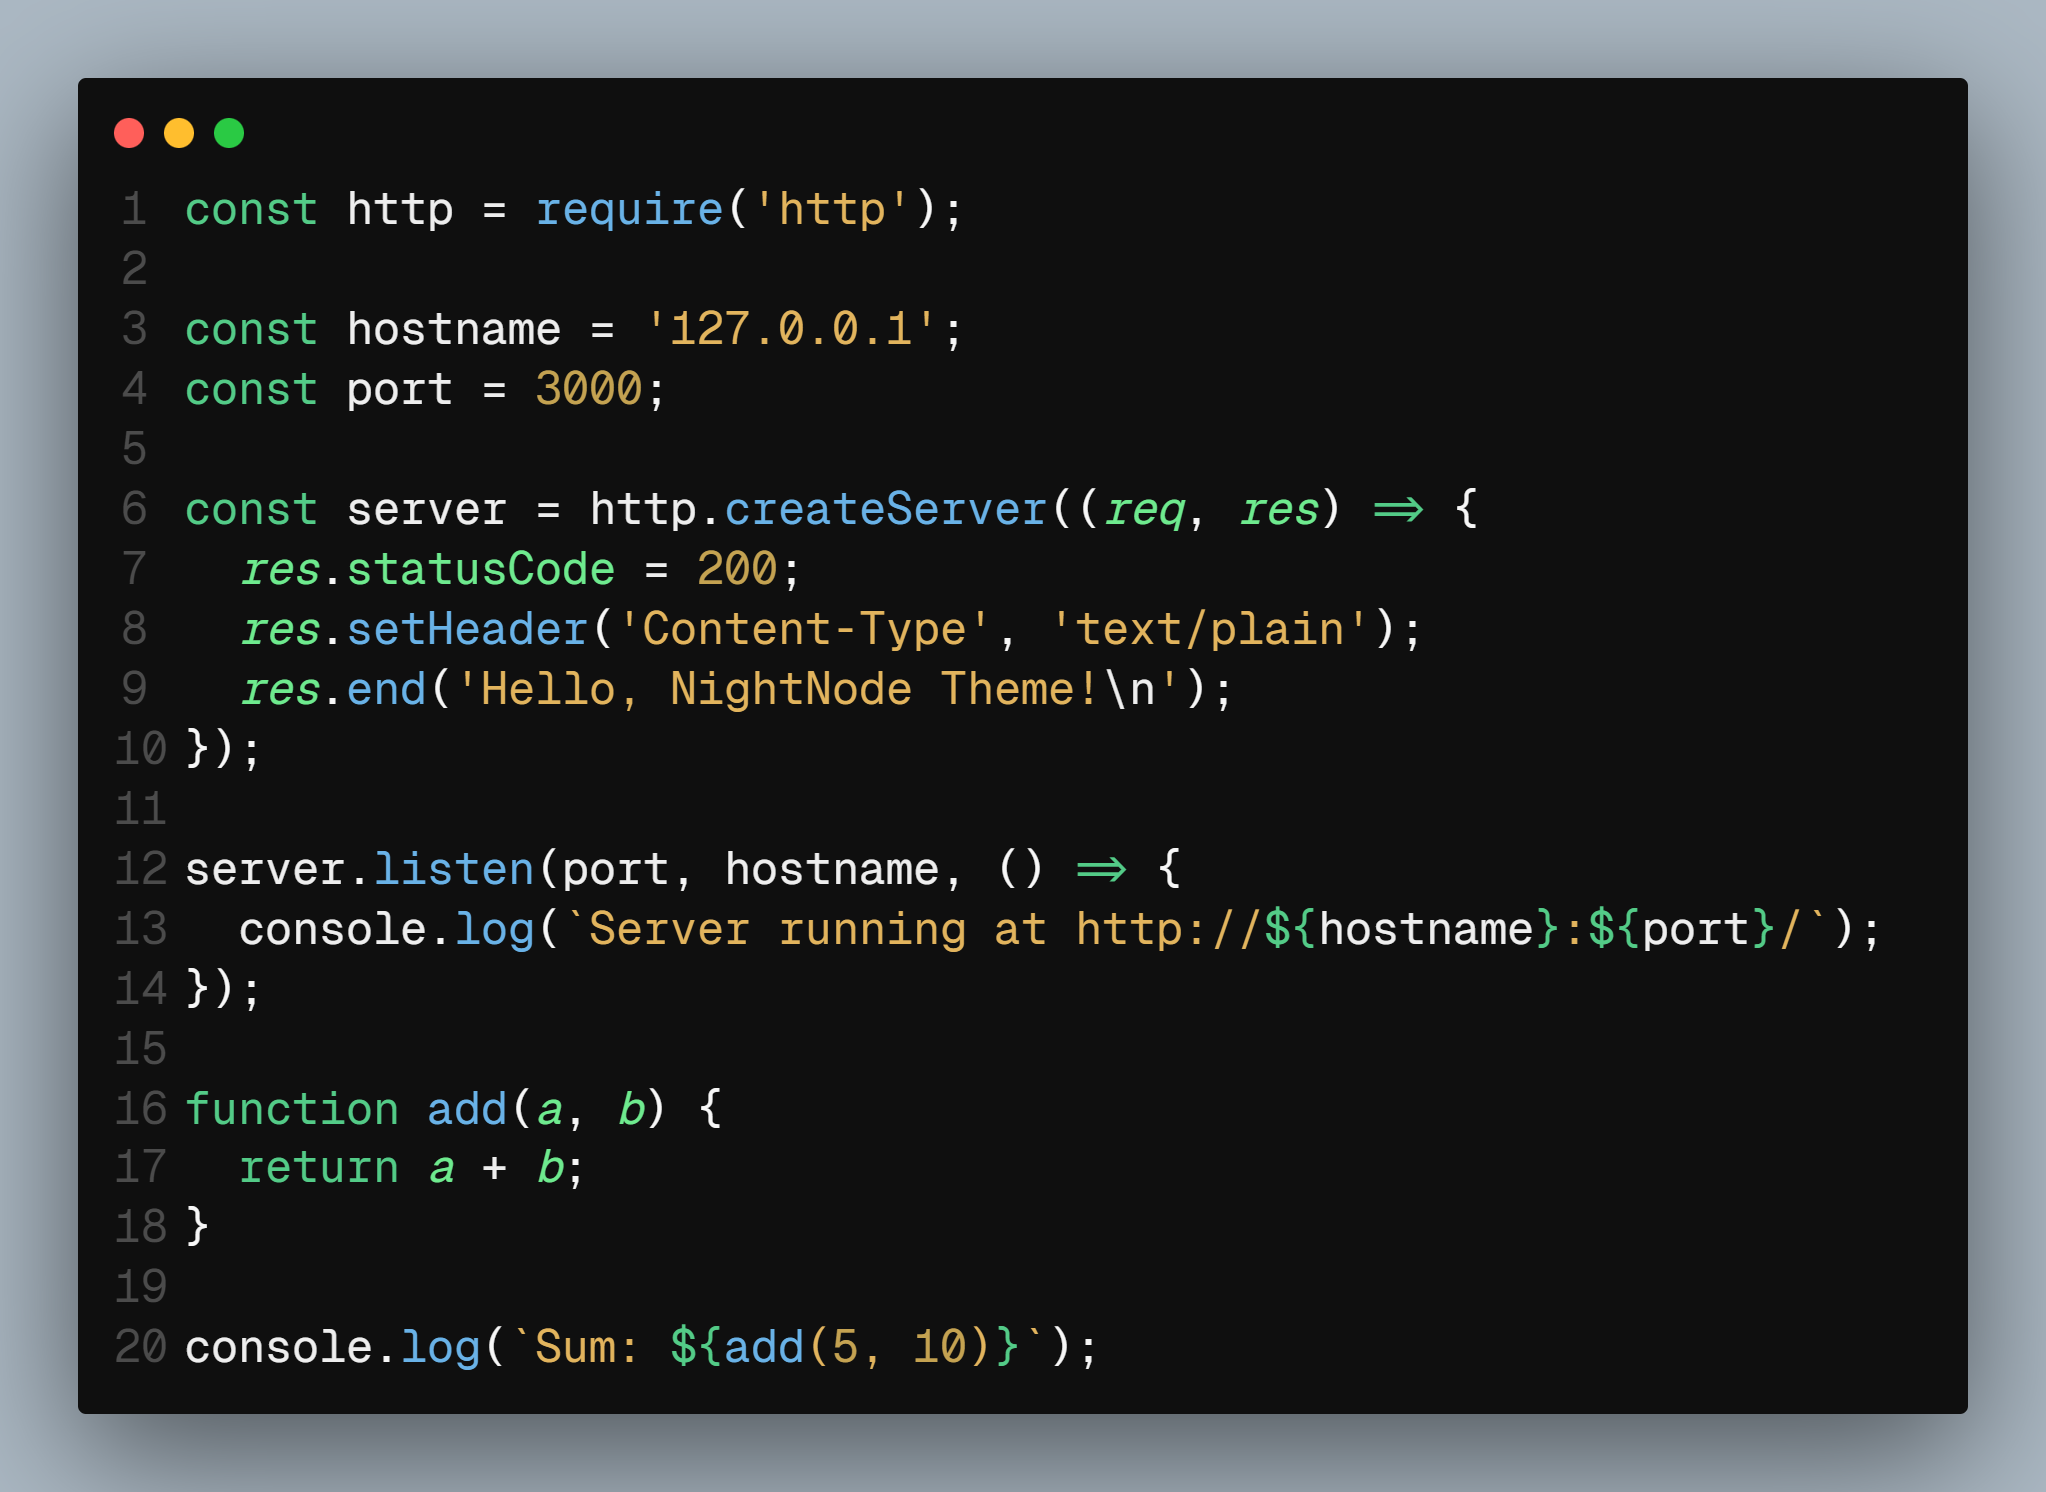 1 const http = require('http');
2
3 const hostname = '127.0.0.1';
4 const port = 3000;
5
6 const server = http.createServer((req, res) => {
7   res.statusCode = 200;
8   res.setHeader('Content-Type', 'text/plain');
9   res.end('Hello, NightNode Theme!\n');
10 });
11
12 server.listen(port, hostname, () => {
13   console.log(`Server running at http://${hostname}:${port}/`);
14 });
15
16 function add(a, b) {
17   return a + b;
18 }
19
20 console.log(`Sum: ${add(5, 10)}`);